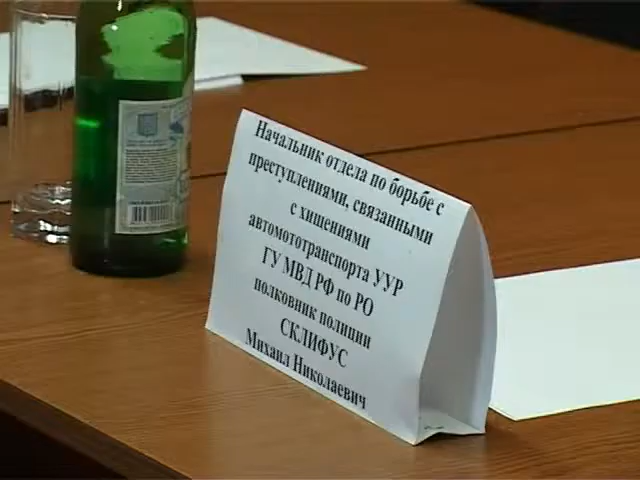 Начальник отдела по борьбе с
преступлениями, связанными
с хищениями
автомототранспорта УУР
ГУ МВД РФ по РО
полковник полиции
СКЛИФУС
Михаил Николаевич